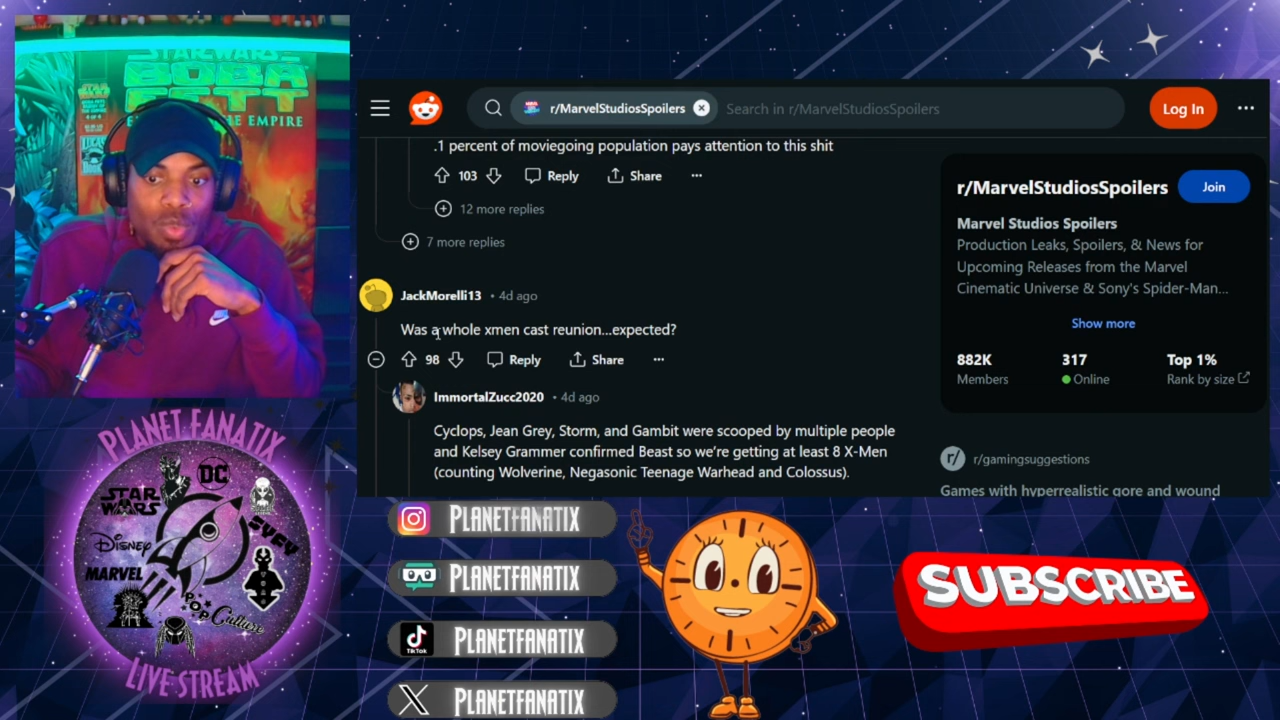 STAR WARS
BOBA
FETT
EMPIRE
r/MarvelStudiosSpoilers
Search in r/MarvelStudiosSpoilers
Log In
.1 percent of moviegoing population pays attention to this shit
103 Reply Share
12 more replies
7 more replies
JackMorelli13 • 4d ago
Was a whole xmen cast reunion...expected?
98 Reply Share
ImmortalZucc2020 • 4d ago
Cyclops, Jean Grey, Storm, and Gambit were scooped by multiple people
and Kelsey Grammer confirmed Beast so we're getting at least 8 X-Men
(counting Wolverine, Negasonic Teenage Warhead and Colossus).
r/MarvelStudiosSpoilers
Join
Marvel Studios Spoilers
Production Leaks, Spoilers, & News for
Upcoming Releases from the Marvel
Cinematic Universe & Sony's Spider-Man...
Show more
882K 317 Top 1%
Members Online Rank by size
r/gamingsuggestions
Games with hyperrealistic gore and wound
PLANET FANATIX
DC
STAR WARS
Disney
MARVEL
POP Culture
LIVE STREAM
PLANETFANATIX
PLANETFANATIX
TikTok
PLANETFANATIX
PLANETFANATIX
SUBSCRIBE